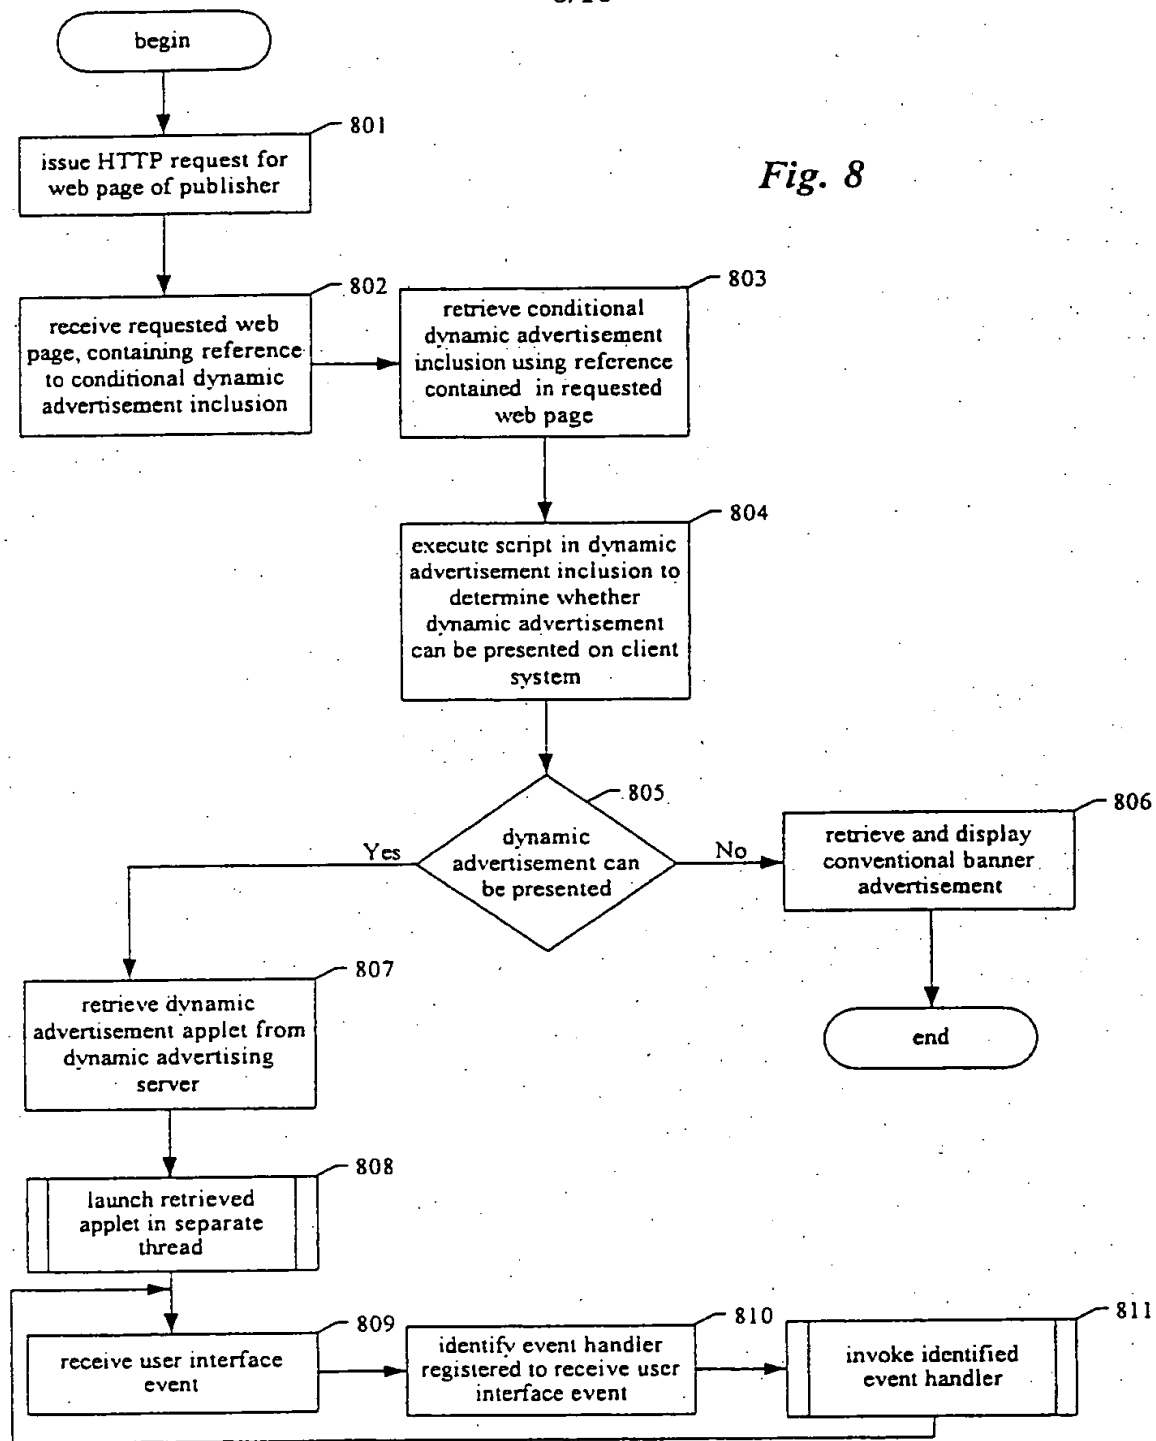 begin
801
issue HTTP request for
web page of publisher
Fig. 8
802
receive requested web
page, containing reference
to conditional dynamic
advertisement inclusion
803
retrieve conditional
dynamic advertisement
inclusion using reference
contained in requested
web page
804
execute script in dynamic
advertisement inclusion to
determine whether
dynamic advertisement
can be presented on client
system
805
dynamic
advertisement can
be presented
Yes
No
806
retrieve and display
conventional banner
advertisement
end
807
retrieve dynamic
advertisement applet from
dynamic advertising
server
808
launch retrieved
applet in separate
thread
809
receive user interface
event
810
identify event handler
registered to receive user
interface event
811
invoke identified
event handler